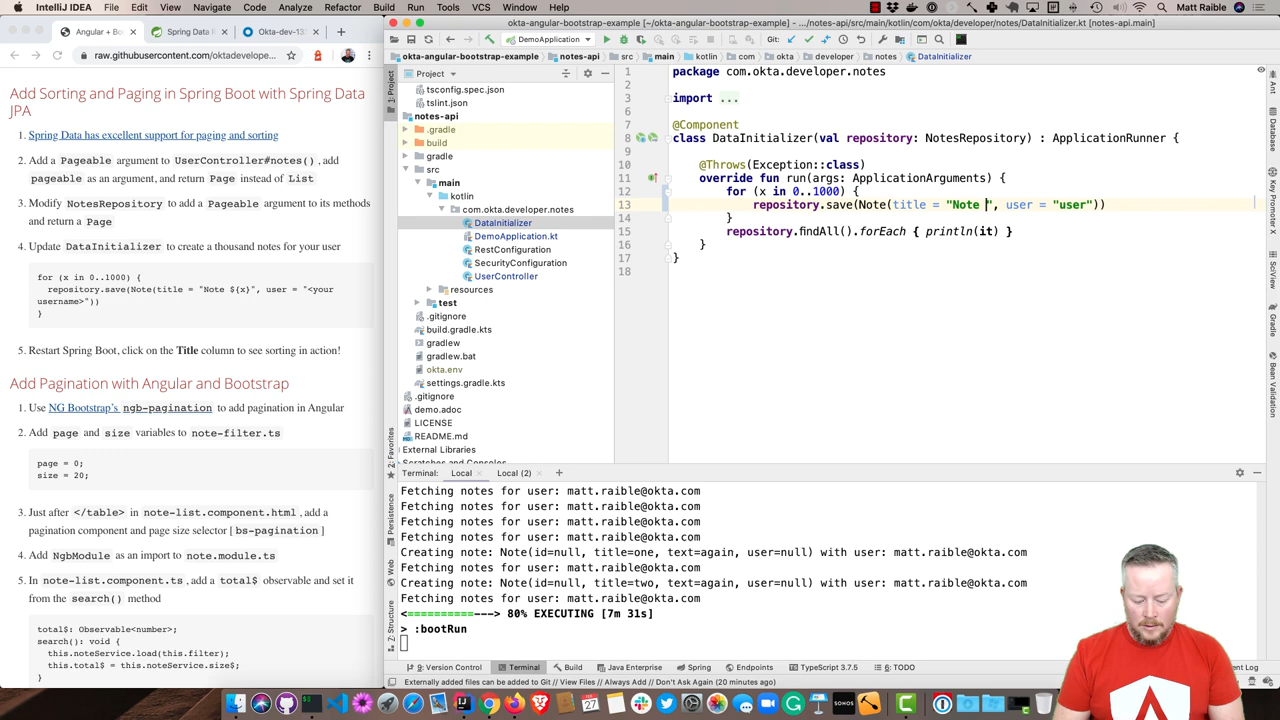 IntelliJ IDEA File Edit View Navigate Code Analyze Refactor Build Run Tools Git Window Help Matt Raible
Angular + B × Spring Data × Okta-dev-13 × +
raw.githubusercontent.com/oktadevelope...
Add Sorting and Paging in Spring Boot with Spring Data
JPA
1. Spring Data has excellent support for paging and sorting
2. Add a Pageable argument to UserController#notes(), add
pageable as an argument, and return Page instead of List
3. Modify NotesRepository to add a Pageable argument to its methods
and return a Page
4. Update DataInitializer to create a thousand notes for your user
for (x in 0..1000) {
repository.save(Note(title = "Note ${x}", user = "<your
username>"))
}
5. Restart Spring Boot, click on the Title column to see sorting in action!
Add Pagination with Angular and Bootstrap
1. Use NG Bootstrap's ngb-pagination to add pagination in Angular
2. Add page and size variables to note-filter.ts
page = 0;
size = 20;
3. Just after </table> in note-list.component.html, add a
pagination component and page size selector [bs-pagination]
4. Add NgbModule as an import to note.module.ts
5. In note-list.component.ts, add a total$ observable and set it
from the search() method
total$: Observable<number>;
search(): void {
this.noteService.load(this.filter);
this.total$ = this.noteService.size$;
}
okta-angular-bootstrap-example [~/okta-angular-bootstrap-example] - .../notes-api/src/main/kotlin/com/okta/developer/notes/DataInitializer.kt [notes-api.main]
DemoApplication Git:
okta-angular-bootstrap-example notes-api src main kotlin com okta developer notes DataInitializer
Project
tsconfig.spec.json
tslint.json
notes-api
.gradle
build
gradle
src
main
kotlin
com.okta.developer.notes
DataInitializer
DemoApplication.kt
RestConfiguration
SecurityConfiguration
UserController
resources
test
.gitignore
build.gradle.kts
gradlew
gradlew.bat
okta.env
settings.gradle.kts
.gitignore
demo.adoc
LICENSE
README.md
External Libraries
Scratches and Consoles
1 package com.okta.developer.notes
2
3 import ...
6
7 @Component
8 class DataInitializer(val repository: NotesRepository) : ApplicationRunner {
9
10 @Throws(Exception::class)
11 override fun run(args: ApplicationArguments) {
12 for (x in 0..1000) {
13 repository.save(Note(title = "Note ", user = "user"))
14 }
15 repository.findAll().forEach { println(it) }
16 }
17 }
18
1: Project
2: Favorites
Persistence
Web
Structure
Ant
Database
Key Promoter X
SciView
Gradle
Bean Validation
Terminal: Local × Local (2) × +
Fetching notes for user: matt.raible@okta.com
Fetching notes for user: matt.raible@okta.com
Fetching notes for user: matt.raible@okta.com
Fetching notes for user: matt.raible@okta.com
Creating note: Note(id=null, title=one, text=again, user=null) with user: matt.raible@okta.com
Fetching notes for user: matt.raible@okta.com
Creating note: Note(id=null, title=two, text=again, user=null) with user: matt.raible@okta.com
Fetching notes for user: matt.raible@okta.com
<==========---> 80% EXECUTING [7m 31s]
> :bootRun
9: Version Control Terminal Build Java Enterprise Spring Endpoints TypeScript 3.7.5 6: TODO Event Log
Externally added files can be added to Git // View Files // Always Add // Don't Ask Again (20 minutes ago)